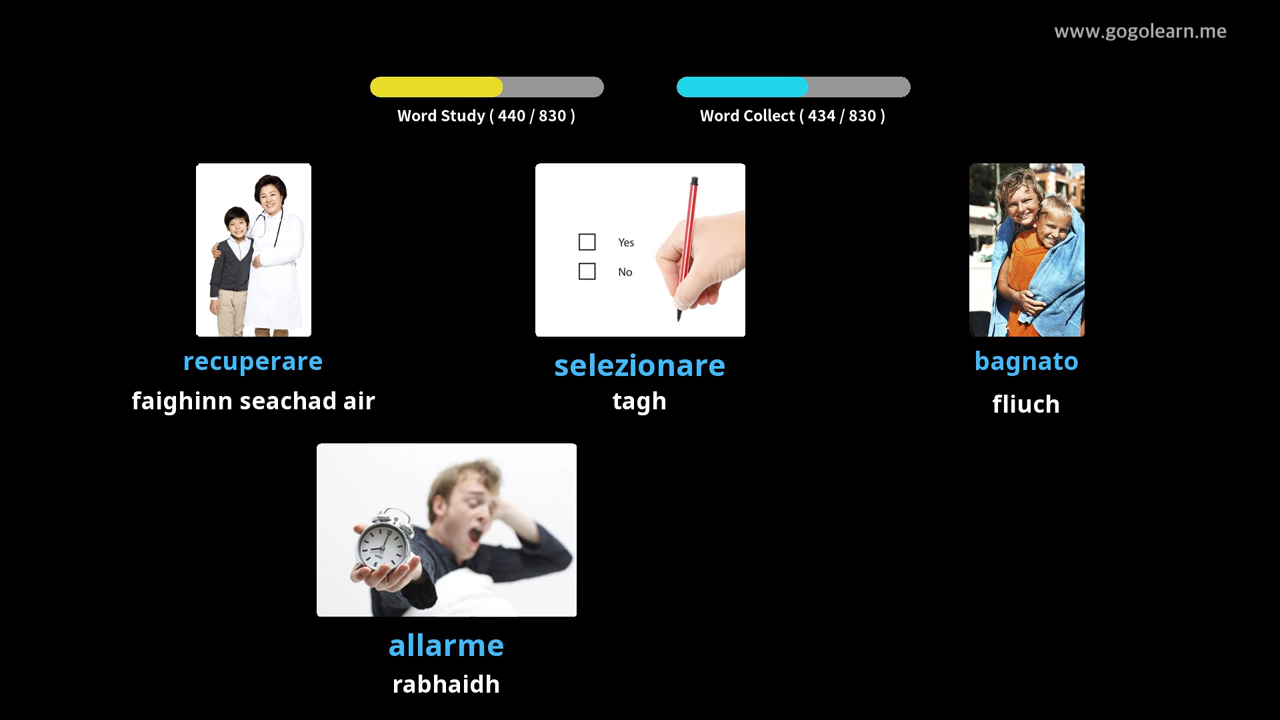 www.gogolearn.me
Word Study ( 440 / 830 )
Word Collect ( 434 / 830 )
Yes
No
recuperare
faighinn seachad air
selezionare
tagh
bagnato
fliuch
allarme
rabhaidh